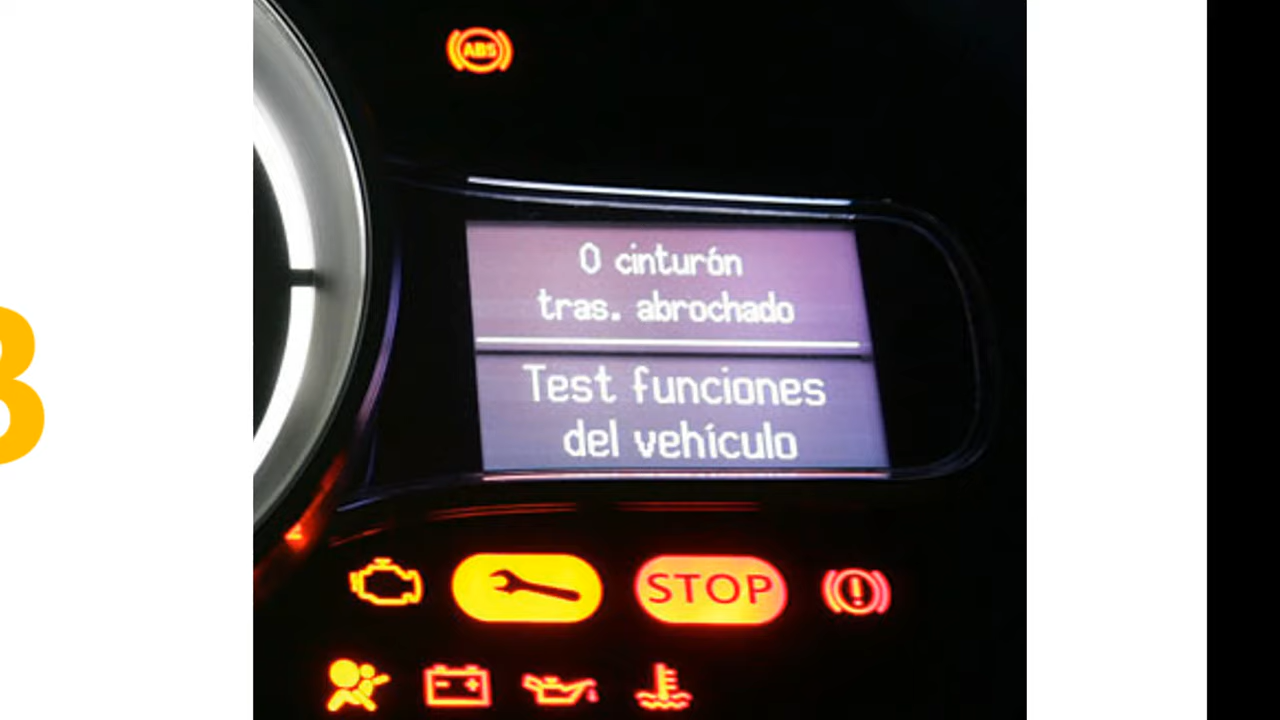 ABS
0 cinturón
tras. abrochado
Test funciones
del vehículo
STOP